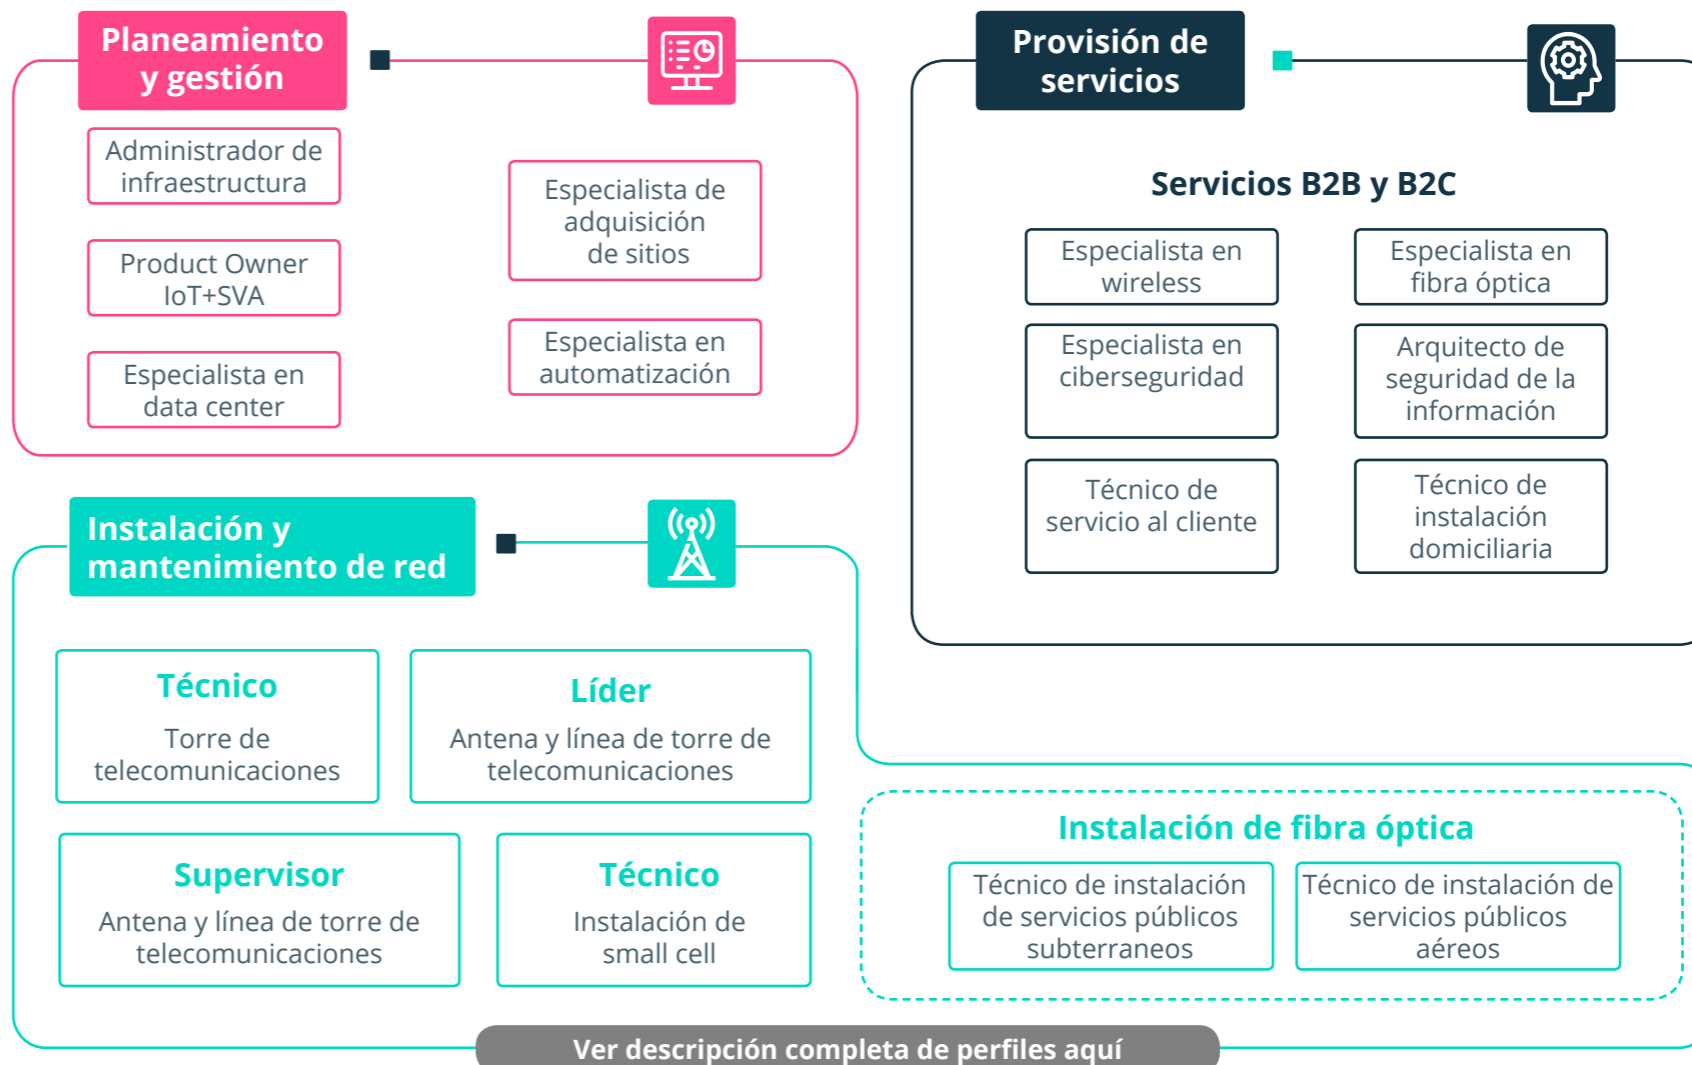 Planeamiento
y gestión
Administrador de
infraestructura
Product Owner
IoT+SVA
Especialista en
data center
Especialista de
adquisición
de sitios
Especialista en
automatización
Provisión de
servicios
Servicios B2B y B2C
Especialista en
wireless
Especialista en
fibra óptica
Especialista en
ciberseguridad
Arquitecto de
seguridad de la
información
Técnico de
servicio al cliente
Técnico de
instalación
domiciliaria
Instalación y
mantenimiento de red
Técnico
Torre de
telecomunicaciones
Líder
Antena y línea de torre de
telecomunicaciones
Supervisor
Antena y línea de torre de
telecomunicaciones
Técnico
Instalación de
small cell
Instalación de fibra óptica
Técnico de instalación
de servicios públicos
subterraneos
Técnico de instalación de
servicios públicos
aéreos
Ver descripción completa de perfiles aquí